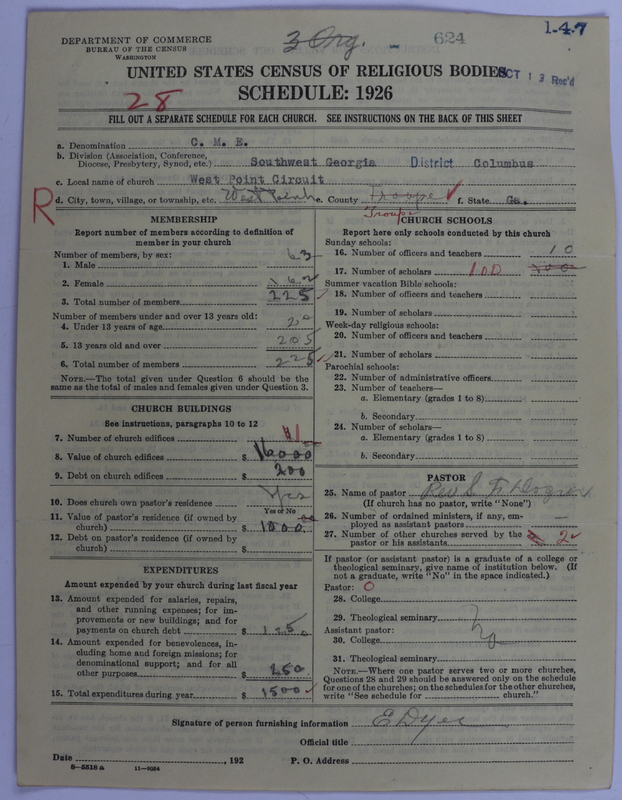 DEPARTMENT OF COMMERCE
BUREAU OF THE CENSUS
WASHINGTON
3 Org. - 624
1-4-7
UNITED STATES CENSUS OF RELIGIOUS BODIES
OCT 13 Rec'd
SCHEDULE: 1926
28
FILL OUT A SEPARATE SCHEDULE FOR EACH CHURCH. SEE INSTRUCTIONS ON THE BACK OF THIS SHEET
a. Denomination C. M. E.
b. Division (Association, Conference, Diocese, Presbytery, Synod, etc.) Southwest Georgia District Columbus
c. Local name of church West Point Circuit
R
d. City, town, village, or township, etc. West Point e. County Troupe f. State Ga.
Troup
MEMBERSHIP
Report number of members according to definition of
member in your church
Number of members, by sex:
1. Male 63
2. Female 162
3. Total number of members 225
Number of members under and over 13 years old:
4. Under 13 years of age 20
5. 13 years old and over 205
6. Total number of members 225
NOTE.—The total given under Question 6 should be
the same as the total of males and females given under Question 3.
CHURCH BUILDINGS
See instructions, paragraphs 10 to 12
7. Number of church edifices 1
8. Value of church edifices $ 16000
9. Debt on church edifices $ 200
10. Does church own pastor's residence Yes
Yes or No
11. Value of pastor's residence (if owned by
church) $ 1000.00
12. Debt on pastor's residence (if owned by
church) $
EXPENDITURES
Amount expended by your church during last fiscal year
13. Amount expended for salaries, repairs,
and other running expenses; for im-
provements or new buildings; and for
payments on church debt $
14. Amount expended for benevolences, in-
cluding home and foreign missions; for
denominational support; and for all
other purposes $ 250
15. Total expenditures during year $ 1500
CHURCH SCHOOLS
Report here only schools conducted by this church
Sunday schools:
16. Number of officers and teachers 10
17. Number of scholars 100
Summer vacation Bible schools:
18. Number of officers and teachers
19. Number of scholars
Week-day religious schools:
20. Number of officers and teachers
21. Number of scholars
Parochial schools:
22. Number of administrative officers
23. Number of teachers—
a. Elementary (grades 1 to 8)
b. Secondary
24. Number of scholars—
a. Elementary (grades 1 to 8)
b. Secondary
PASTOR
25. Name of pastor Rev S.
(If church has no pastor, write "None")
26. Number of ordained ministers, if any, em-
ployed as assistant pastors —
27. Number of other churches served by the
pastor or his assistants 2
If pastor (or assistant pastor) is a graduate of a college or
theological seminary, give name of institution below. (If
not a graduate, write "No" in the space indicated.)
Pastor: 0
28. College
29. Theological seminary
Assistant pastor: No
30. College
31. Theological seminary
NOTE.—Where one pastor serves two or more churches,
Questions 28 and 29 should be answered only on the schedule
for one of the churches; on the schedules for the other churches,
write "See schedule for ______ church."
Signature of person furnishing information E Dyer
Official title
Date , 192 P. O. Address
8—5518 a 11—9054